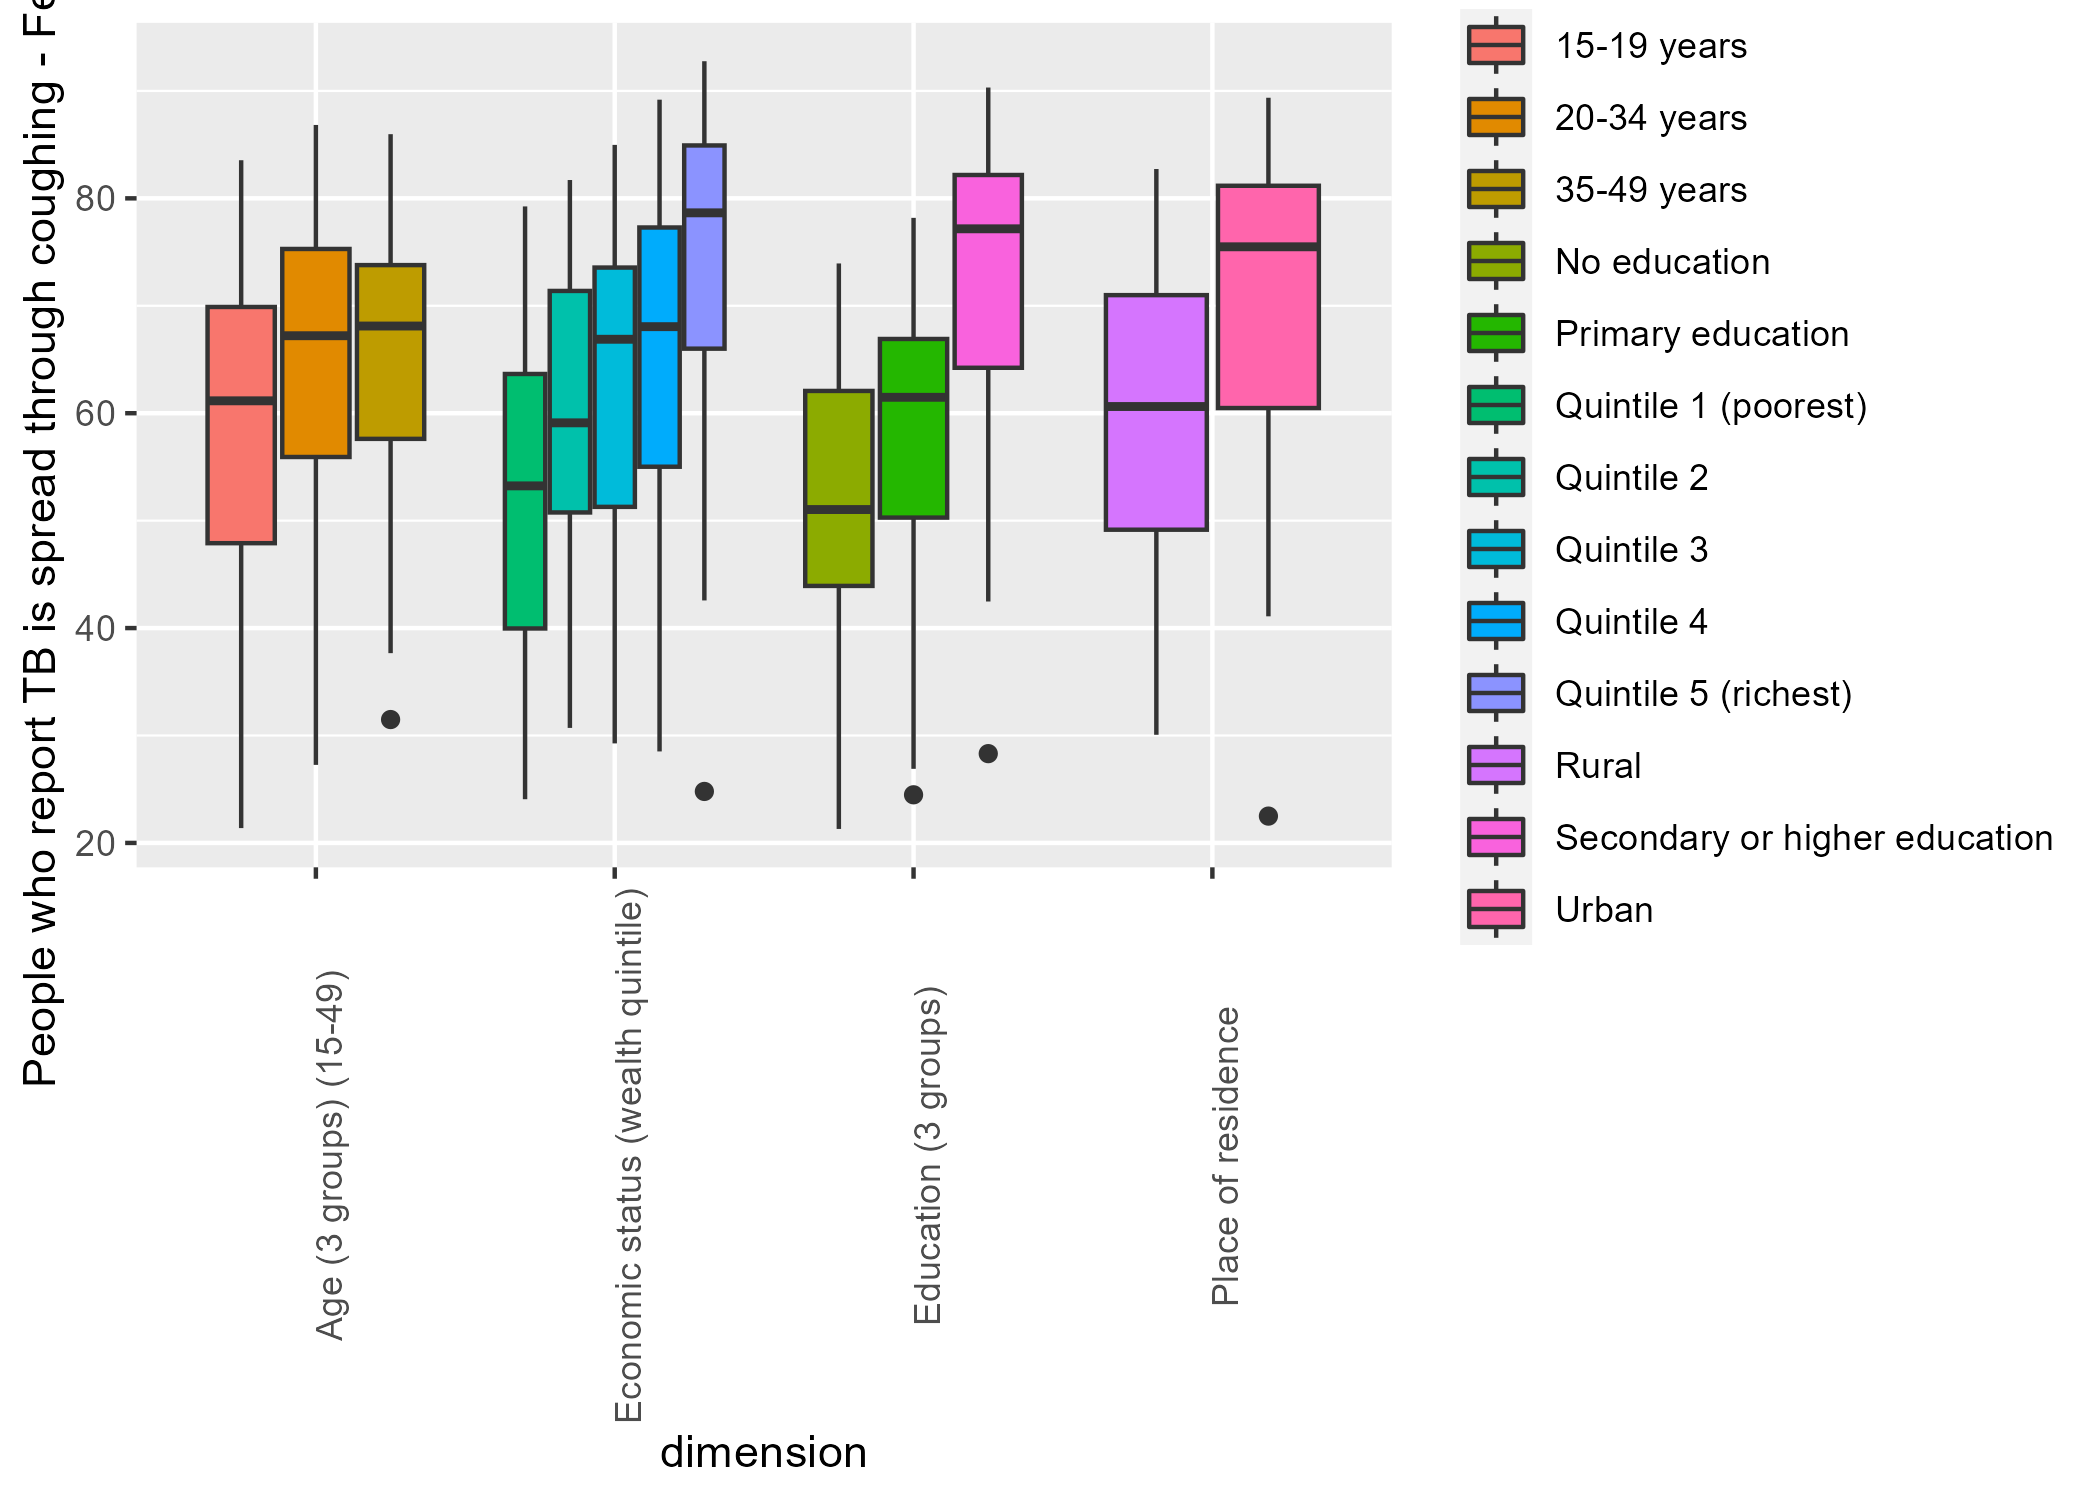 People who report TB is spread through coughing -
80
60
40
20
Age (3 groups) (15-49)
Economic status (wealth quintile)
Education (3 groups)
Place of residence
dimension
15-19 years
20-34 years
35-49 years
No education
Primary education
Quintile 1 (poorest)
Quintile 2
Quintile 3
Quintile 4
Quintile 5 (richest)
Rural
Secondary or higher education
Urban